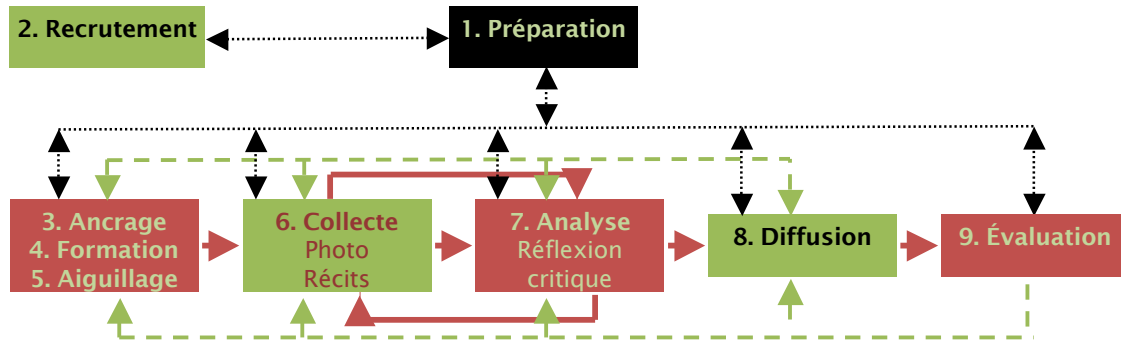 2. Recrutement
1. Préparation
3. Ancrage
4. Formation
5. Aiguillage
6. Collecte
Photo
Récits
7. Analyse
Réflexion
critique
8. Diffusion
9. Évaluation